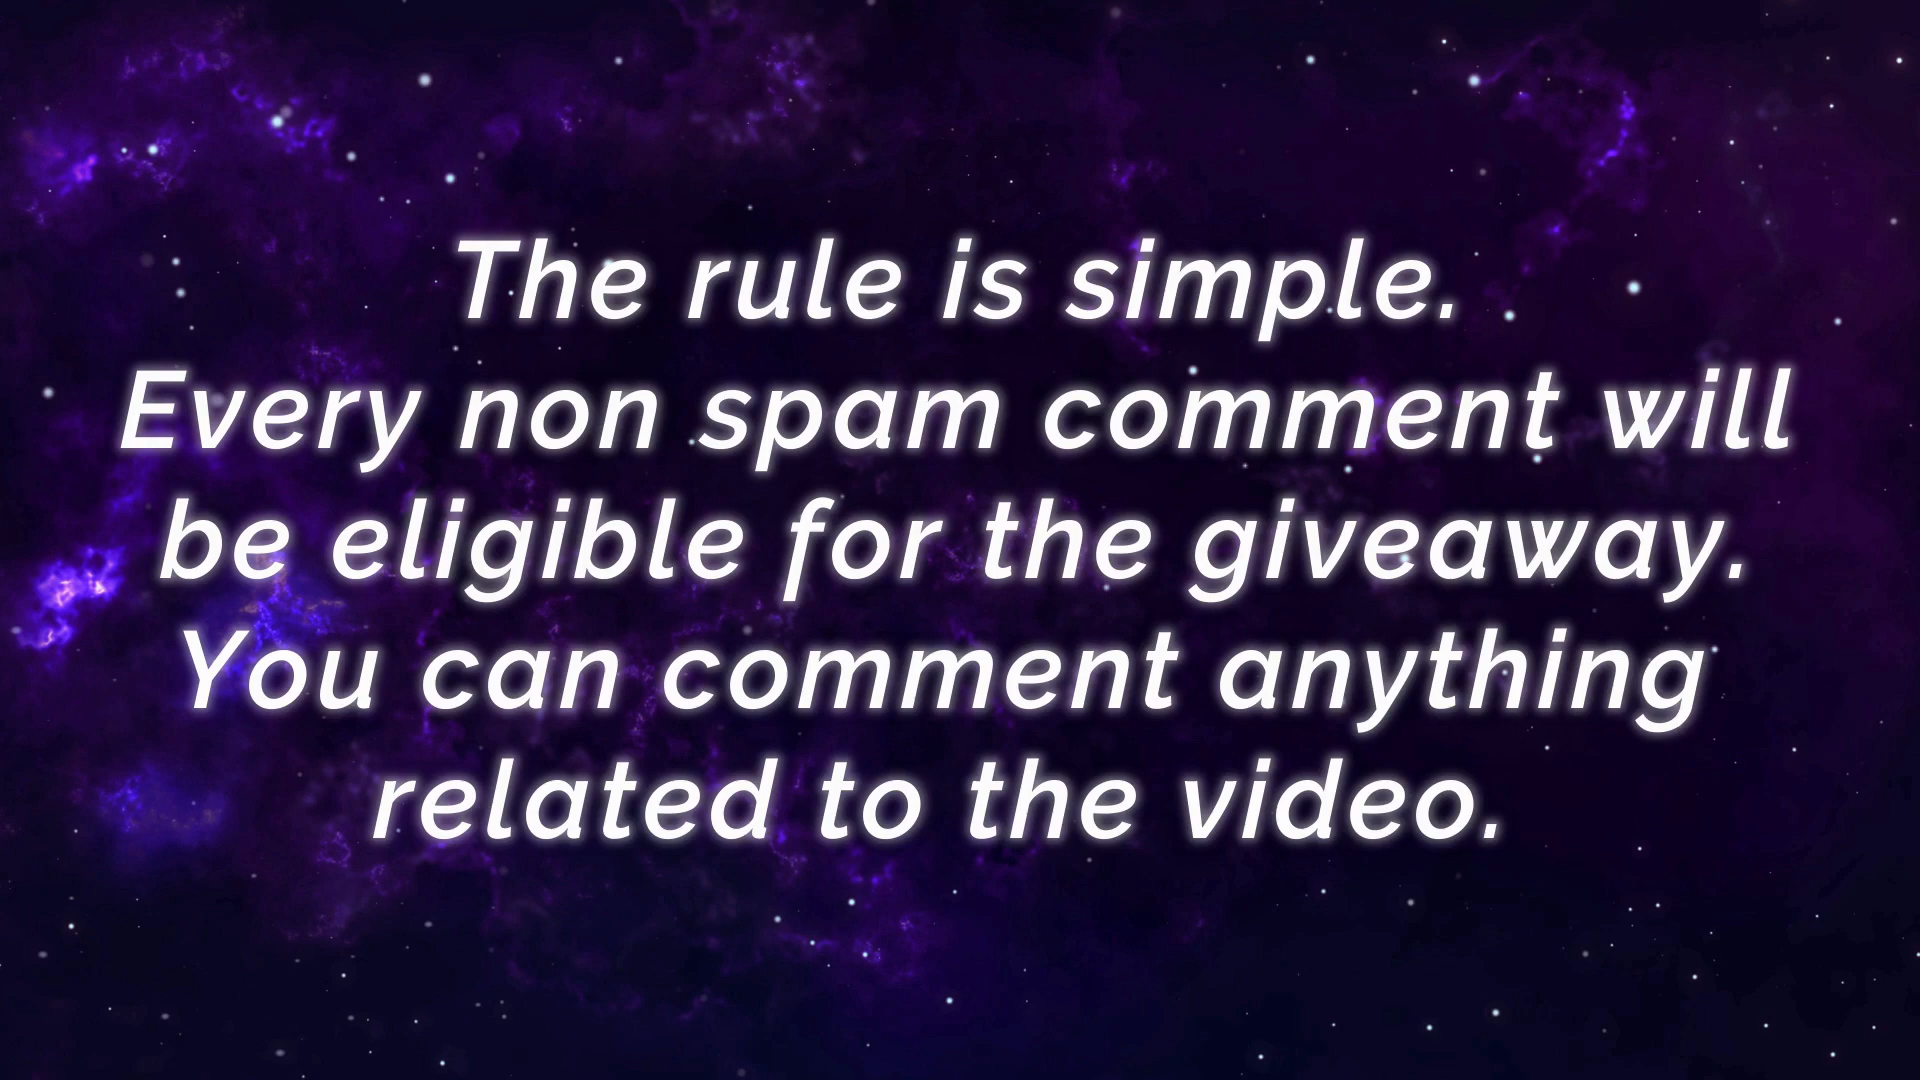 The rule is simple.
Every non spam comment will
be eligible for the giveaway.
You can comment anything
related to the video.